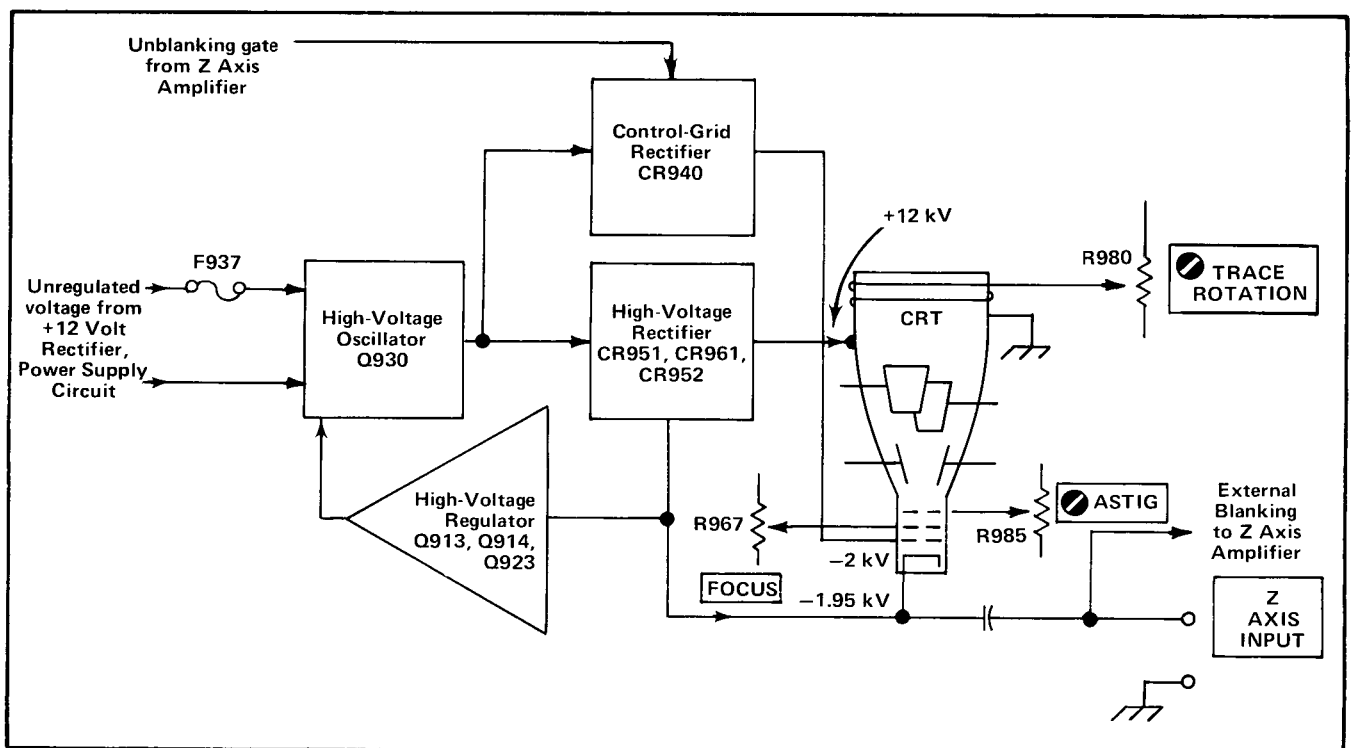 Unblanking gate
from Z Axis
Amplifier
Control-Grid
Rectifier
CR940
+12 kV
F937
Unregulated
voltage from
+12 Volt
Rectifier,
Power Supply
Circuit
High-Voltage
Oscillator
Q930
High-Voltage
Rectifier
CR951, CR961,
CR952
CRT
R980
TRACE
ROTATION
High-Voltage
Regulator
Q913, Q914,
Q923
R967
FOCUS
−2 kV
−1.95 kV
R985
ASTIG
External
Blanking
to Z Axis
Amplifier
Z
AXIS
INPUT